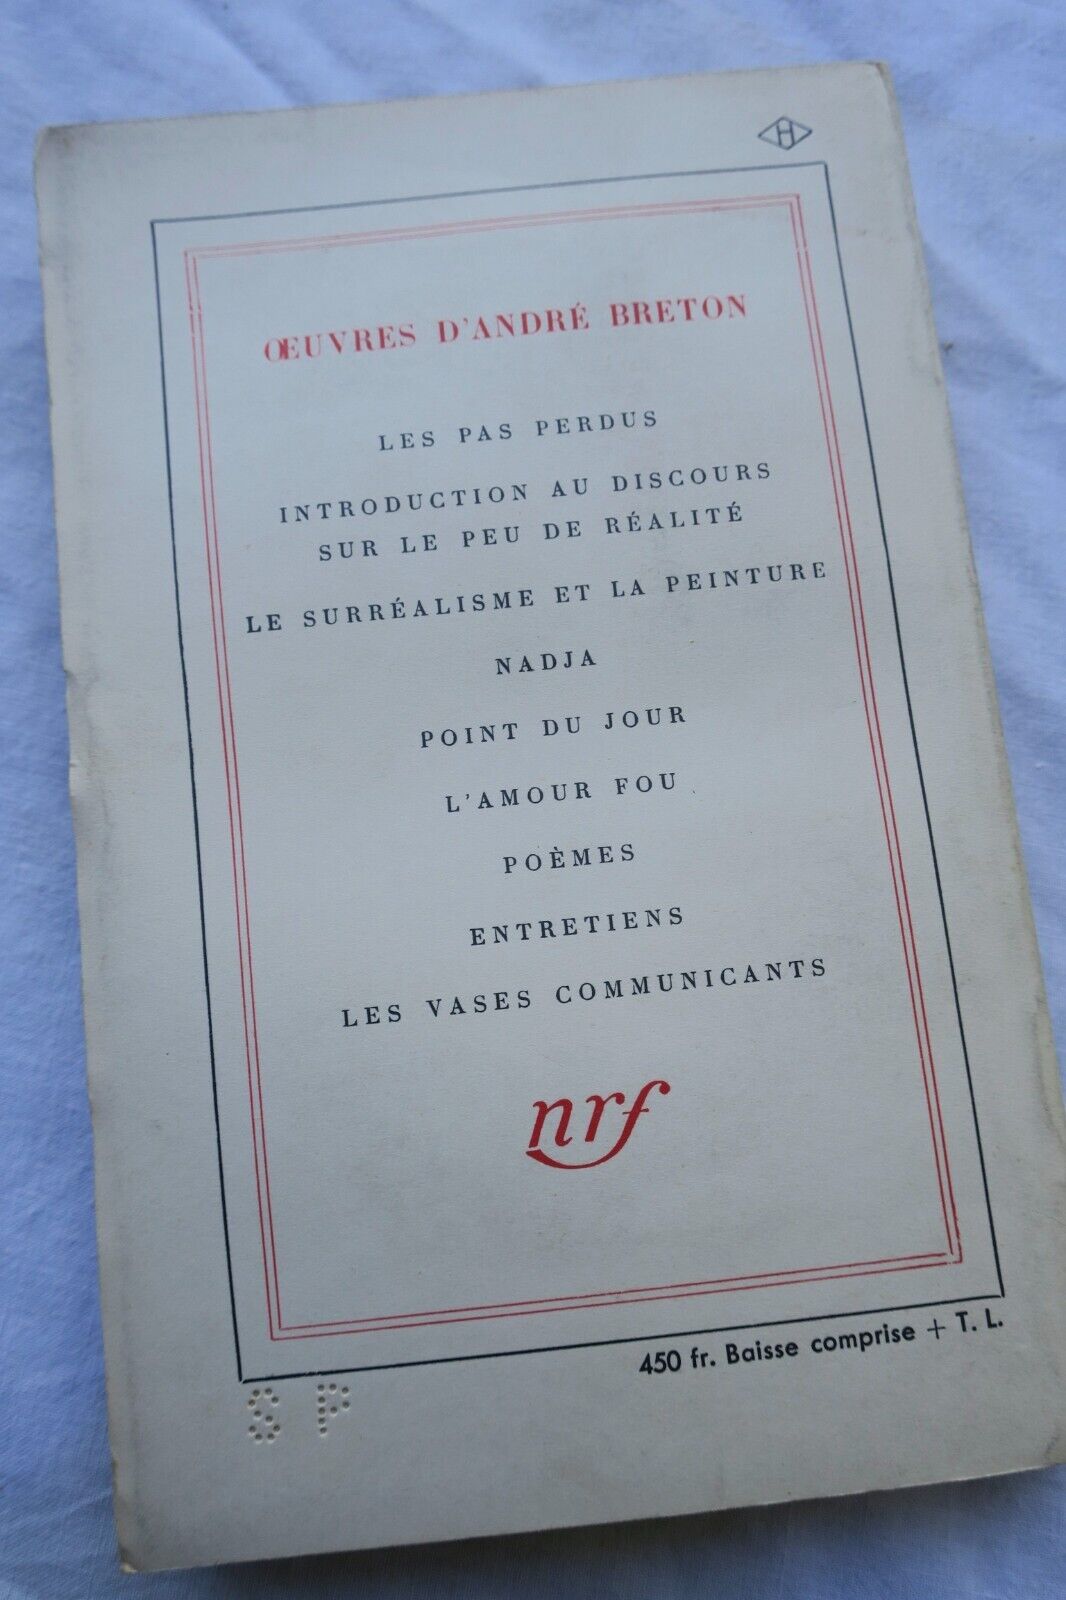 H
ŒUVRES D'ANDRÉ BRETON
LES PAS PERDUS
INTRODUCTION AU DISCOURS
SUR LE PEU DE RÉALITÉ
LE SURRÉALISME ET LA PEINTURE
NADJA
POINT DU JOUR
L'AMOUR FOU
POÈMES
ENTRETIENS
LES VASES COMMUNICANTS
nrf
450 fr. Baisse comprise + T. L.
S P